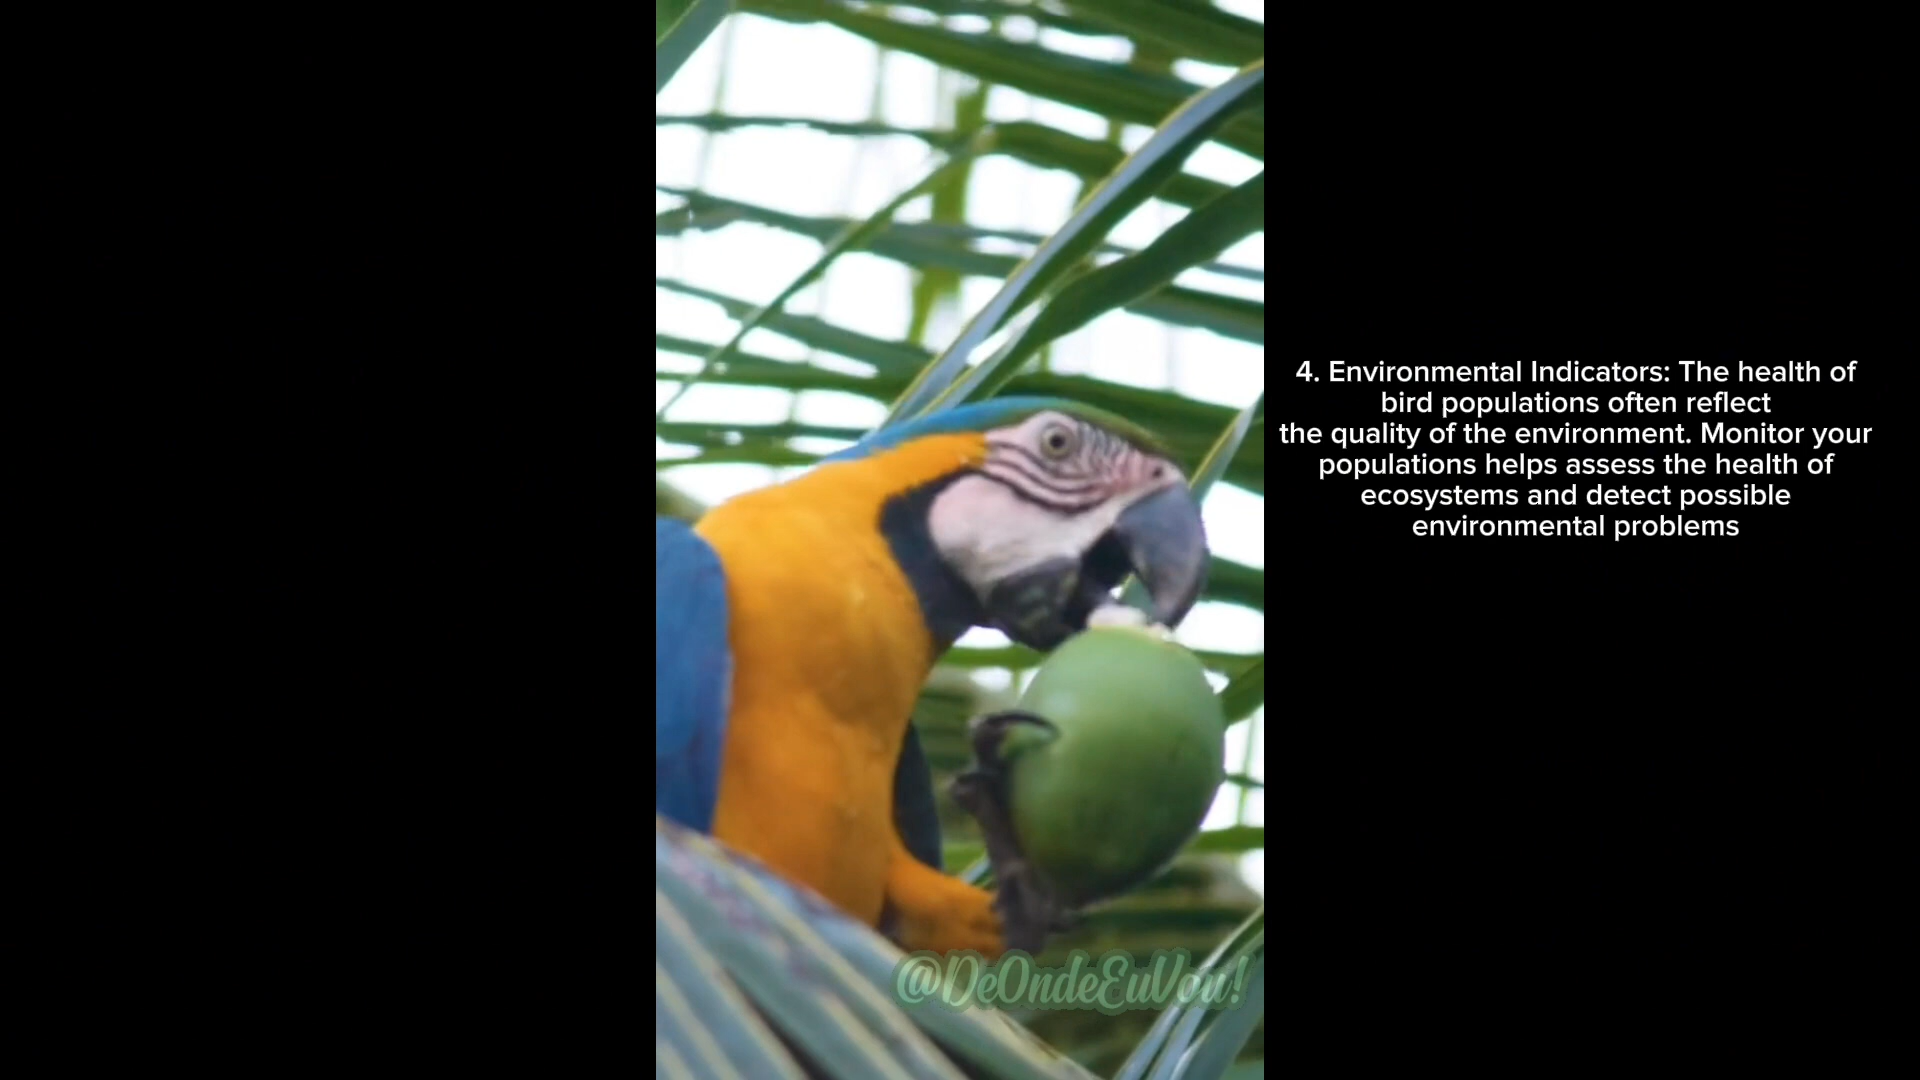 4. Environmental Indicators: The health of
bird populations often reflect
the quality of the environment. Monitor your
populations helps assess the health of
ecosystems and detect possible
environmental problems
@DeOndeEuVou!